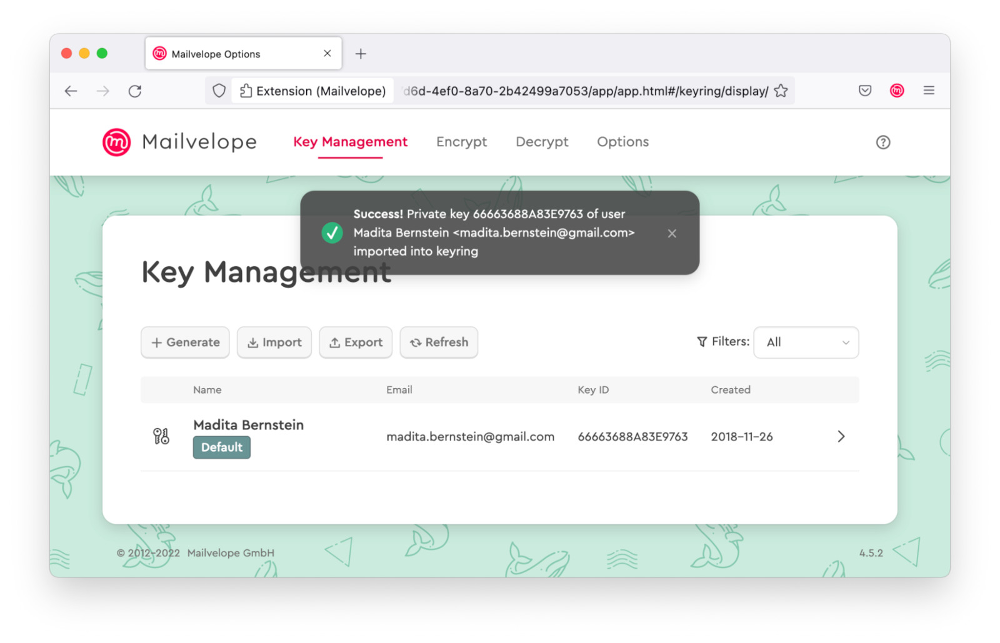 Mailvelope Options
Extension (Mailvelope) d6d-4ef0-8a70-2b42499a7053/app/app.html#/keyring/display/
Mailvelope Key Management Encrypt Decrypt Options
Success! Private key 66663688A83E9763 of user
Madita Bernstein <madita.bernstein@gmail.com>
imported into keyring
Key Management
Generate Import Export Refresh Filters: All
Name Email Key ID Created
Madita Bernstein
Default
madita.bernstein@gmail.com 66663688A83E9763 2018-11-26
© 2012-2022 Mailvelope GmbH 4.5.2